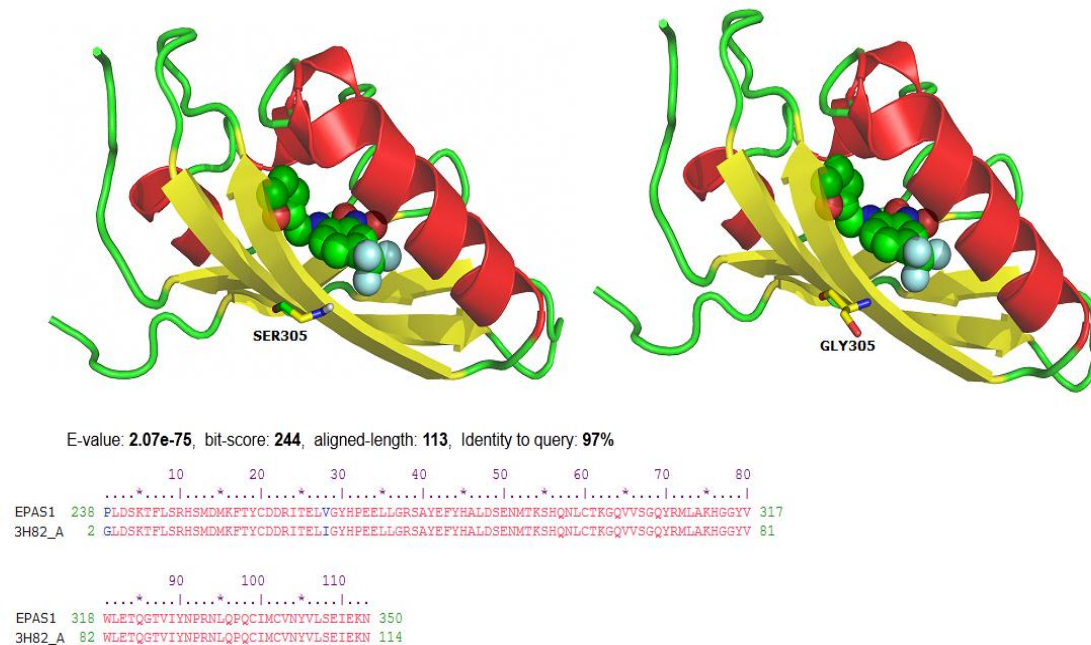 SER305
GLY305
E-value: 2.07e-75, bit-score: 244, aligned-length: 113, Identity to query: 97%
10 20 30 40 50 60 70 80
....*....|....*....|....*....|....*....|....*....|....*....|....*....|....*....|
EPAS1 238 PLDSKTFLSRHSMDMKFTYCDDRITELVGYHPEELLGRSAYEFYHALDSENMTKSHQNLCTKGQVVSGQYRMLAKHGGYV 317
3H82_A 2 GLDSKTFLSRHSMDMKFTYCDDRITELIGYHPEELLGRSAYEFYHALDSENMTKSHQNLCTKGQVVSGQYRMLAKHGGYV 81
90 100 110
....*....|....*....|....*....|...
EPAS1 318 WLETQGTVIYNPRNLQPQCIMCVNYVLSEIEKN 350
3H82_A 82 WLETQGTVIYNPRNLQPQCIMCVNYVLSEIEKN 114